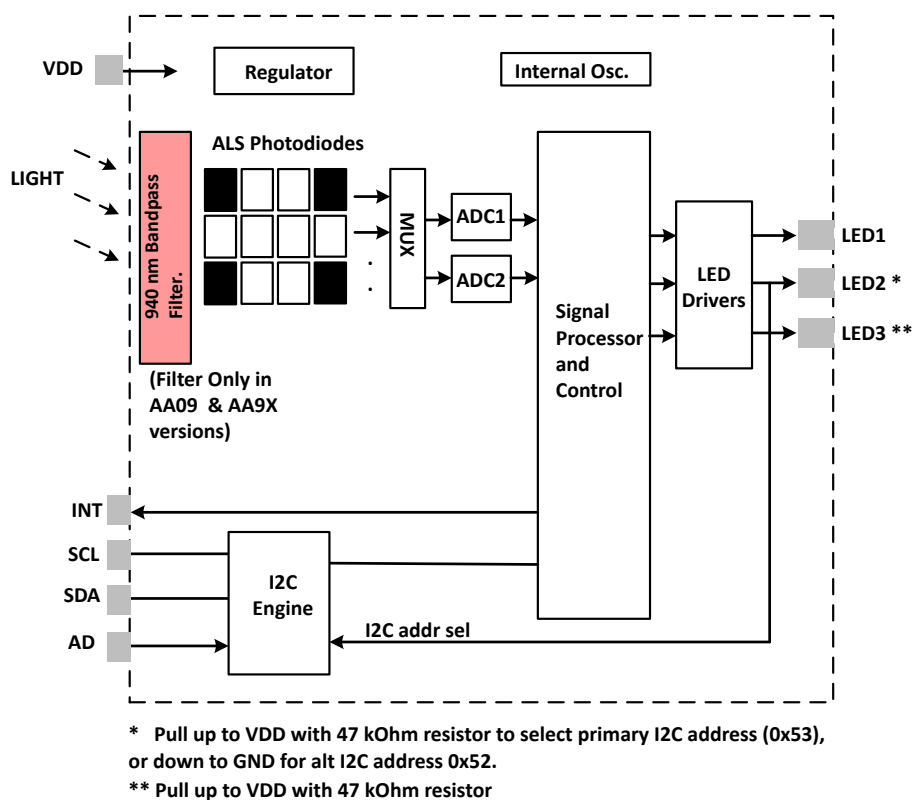 VDD
Regulator
Internal Osc.
LIGHT
940 nm Bandpass
Filter.
ALS Photodiodes
MUX
ADC1
ADC2
Signal
Processor
and
Control
LED
Drivers
LED1
LED2 *
LED3 **
(Filter Only in
AA09 & AA9X
versions)
INT
SCL
SDA
AD
I2C
Engine
I2C addr sel
* Pull up to VDD with 47 kOhm resistor to select primary I2C address (0x53),
or down to GND for alt I2C address 0x52.
** Pull up to VDD with 47 kOhm resistor